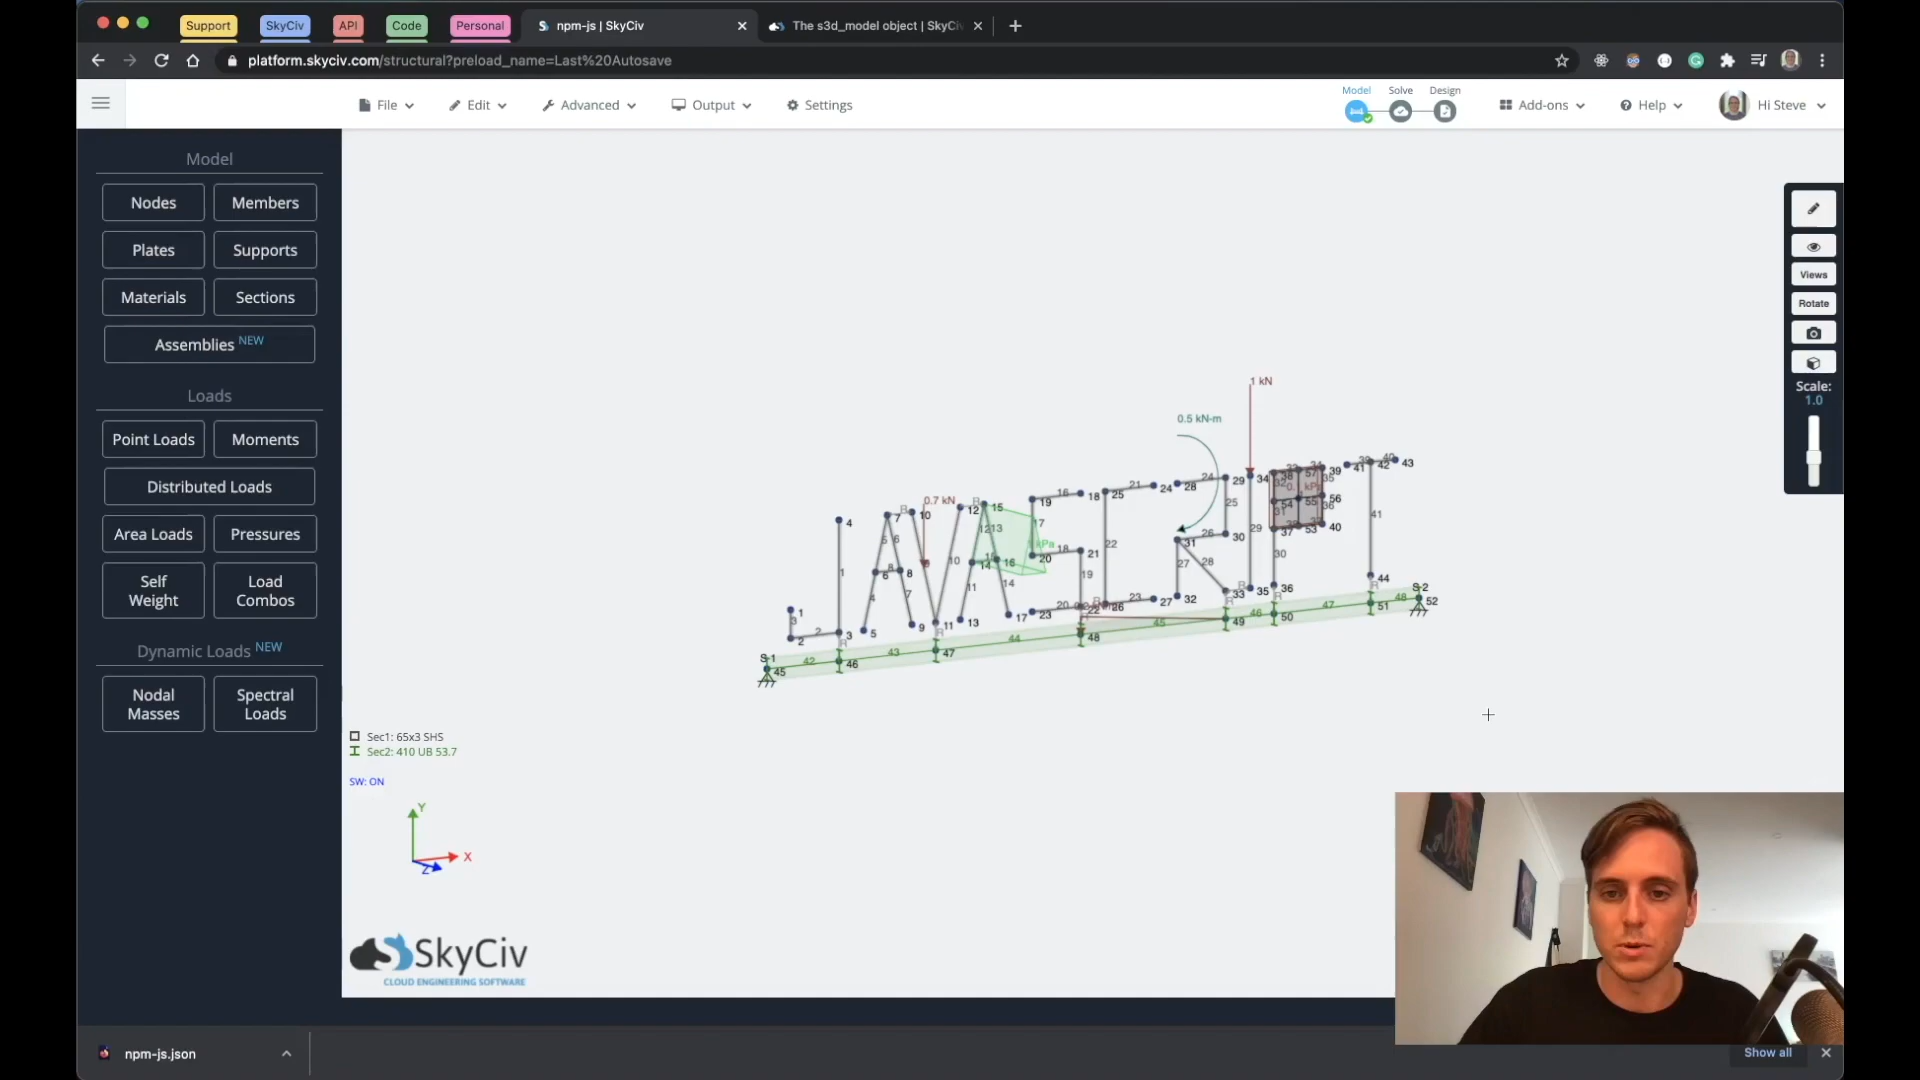 Support
SkyCiv
API
Code
Personal
npm-js | SkyCiv
The s3d_model object | SkyCi
platform.skyciv.com/structural?preload_name=Last%20Autosave
File
Edit
Advanced
Output
Settings
Model
Solve
Design
Add-ons
Help
Hi Steve
Model
Nodes
Members
Plates
Supports
Materials
Sections
Assemblies NEW
Loads
Point Loads
Moments
Distributed Loads
Area Loads
Pressures
Self Weight
Load Combos
Dynamic Loads NEW
Nodal Masses
Spectral Loads
Views
Rotate
Scale:
1.0
1 kN
0.5 kN-m
0.7 kN
S-1
S-2
Sec1: 65x3 SHS
Sec2: 410 UB 53.7
SW: ON
Y
X
Z
SkyCiv
CLOUD ENGINEERING SOFTWARE
npm-js.json
Show all